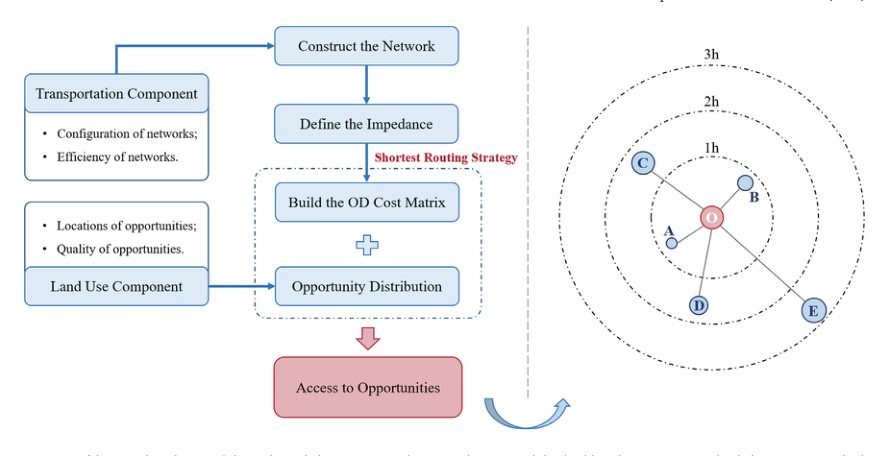 Construct the Network
Transportation Component
• Configuration of networks;
• Efficiency of networks.
Define the Impedance
Shortest Routing Strategy
Build the OD Cost Matrix
• Locations of opportunities;
• Quality of opportunities.
Land Use Component
Opportunity Distribution
Access to Opportunities
3h
2h
1h
C
B
O
A
D
E